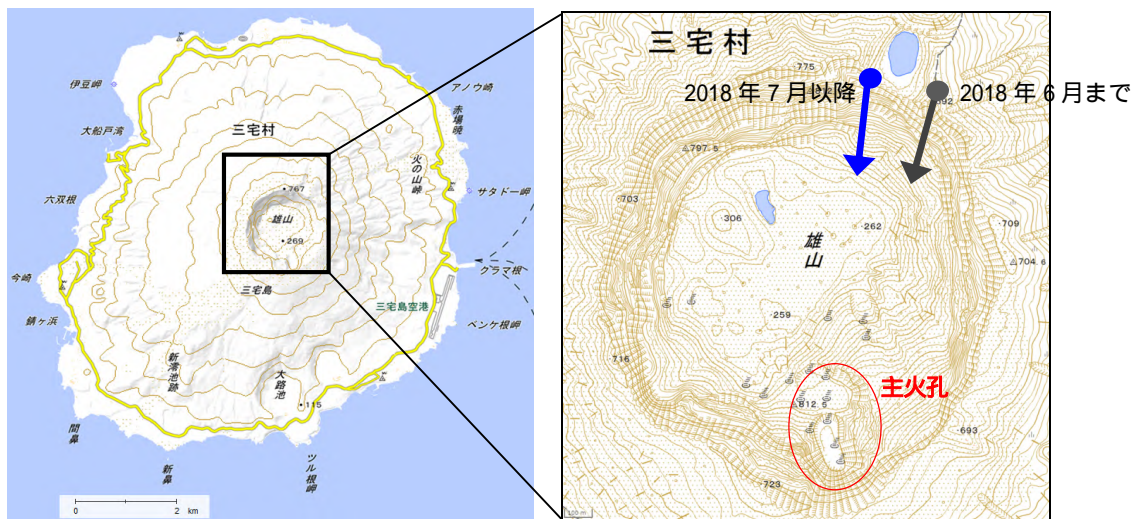 伊豆岬
大船戸湾
六双根
今崎
錆ヶ浜
間鼻
新鼻
ツル根岬
新澪池跡
大路池
115
三宅村
767
雄山
269
三宅島
三宅島空港
火の山峠
アノウ崎
赤場暁
サタドー岬
クラマ根
ベンケ根岬
0 2 km
三宅村
775
2018 年 7 月以降
2018 年 6 月まで
797.5
703
306
262
709
704.6
雄山
259
716
主火孔
812.5
693
723
100 m